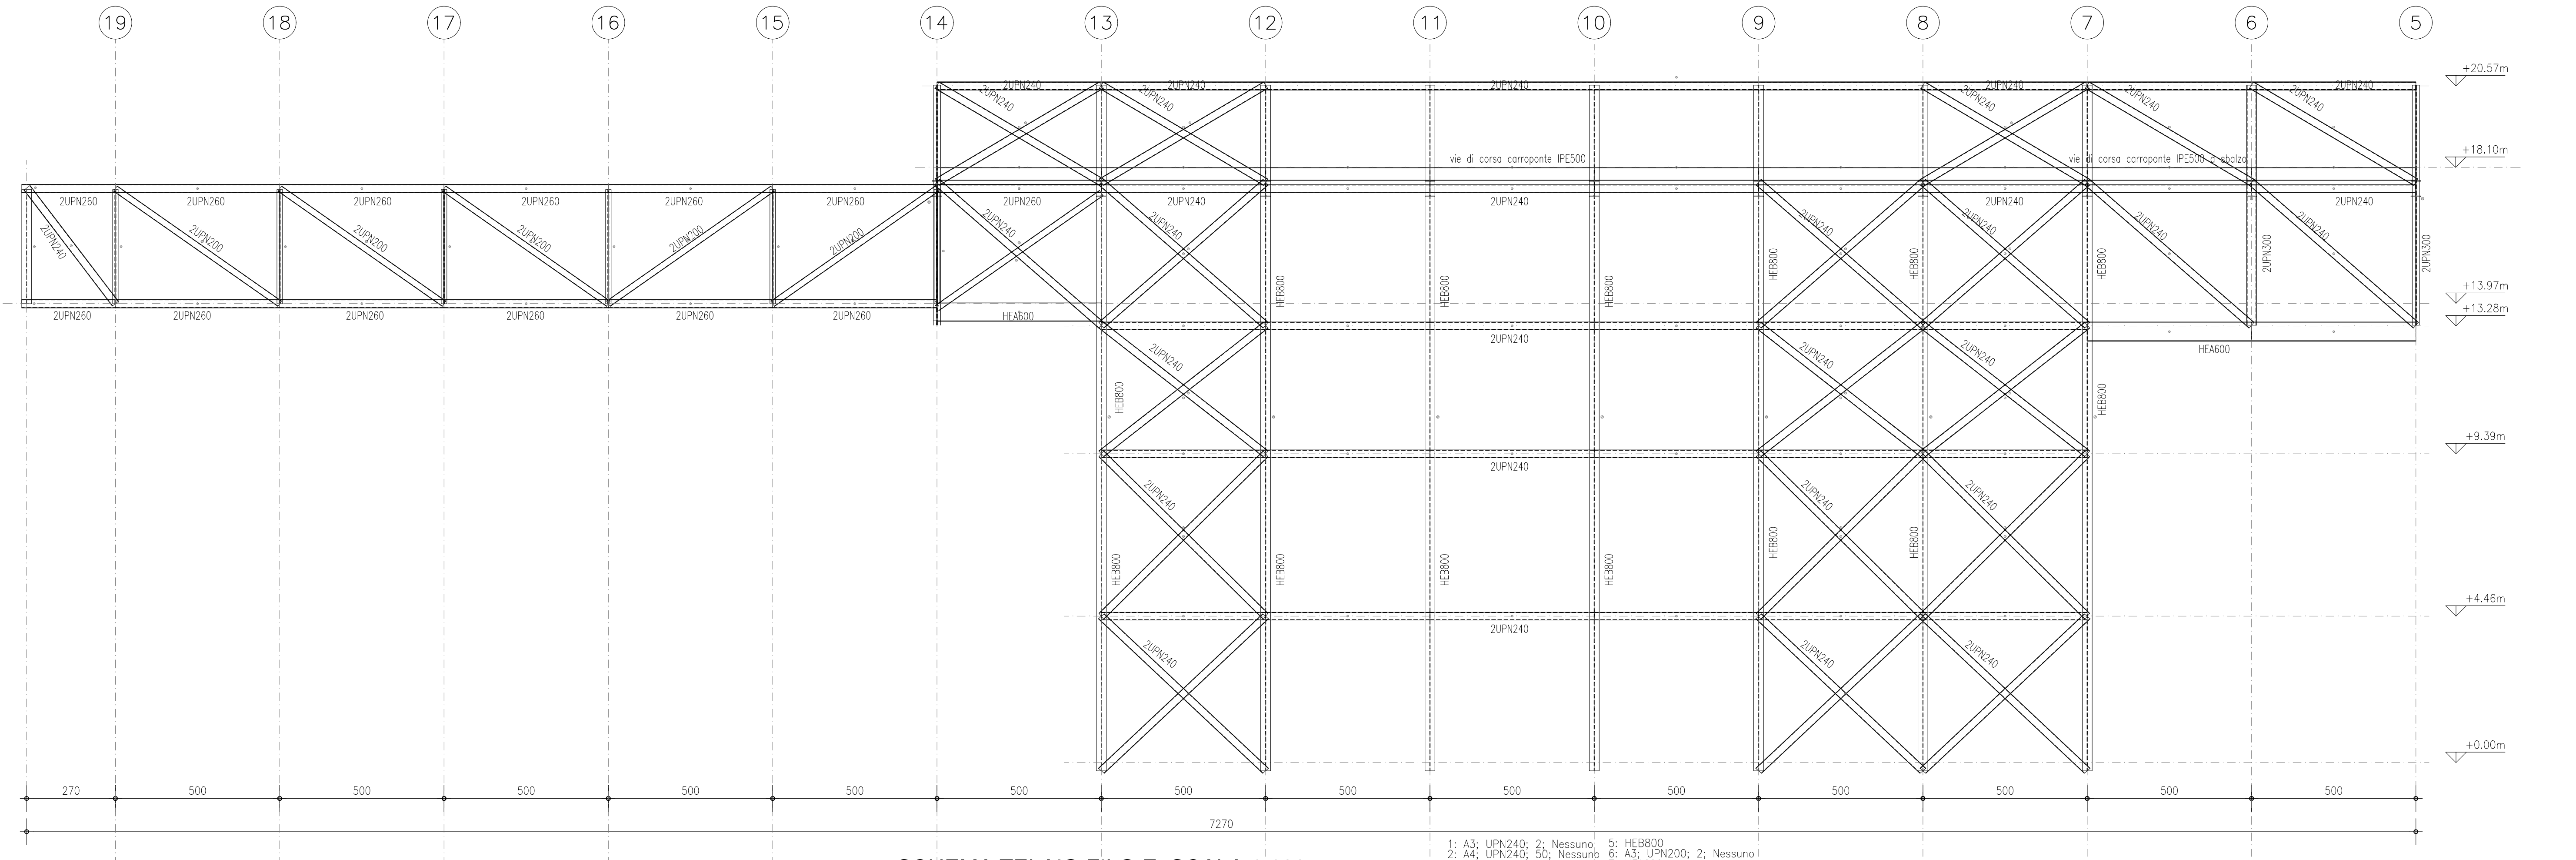 19 18 17 16 15 14 13 12 11 10 9 8 7 6 5
+20.57m
2UPN240 2UPN240 2UPN240 2UPN240 2UPN240
2UPN240 2UPN240 2UPN240 2UPN240 2UPN240
vie di corsa carroponte IPE500 vie di corsa carroponte IPE500 a sbalzo
+18.10m
2UPN260 2UPN260 2UPN260 2UPN260 2UPN260 2UPN260 2UPN260 2UPN240 2UPN240 2UPN240 2UPN240
2UPN240 2UPN200 2UPN200 2UPN200 2UPN200 2UPN200 2UPN240 2UPN240 2UPN240 2UPN240 2UPN240 2UPN240
HEB800 HEB800 HEB800 HEB800 HEB800 HEB800 2UPN300 2UPN300
+13.97m
2UPN260 2UPN260 2UPN260 2UPN260 2UPN260 2UPN260 HEA600
+13.28m
2UPN240
HEA600
2UPN240 2UPN240 2UPN240
HEB800 HEB800
+9.39m
2UPN240
2UPN240 2UPN240 2UPN240
HEB800 HEB800 HEB800 HEB800 HEB800 HEB800
+4.46m
2UPN240
2UPN240 2UPN240 2UPN240
+0.00m
270 500 500 500 500 500 500 500 500 500 500 500 500 500 500
7270
1: A3; UPN240; 2; Nessuno 5: HEB800
2: A4; UPN240; 50; Nessuno 6: A3; UPN200; 2; Nessuno